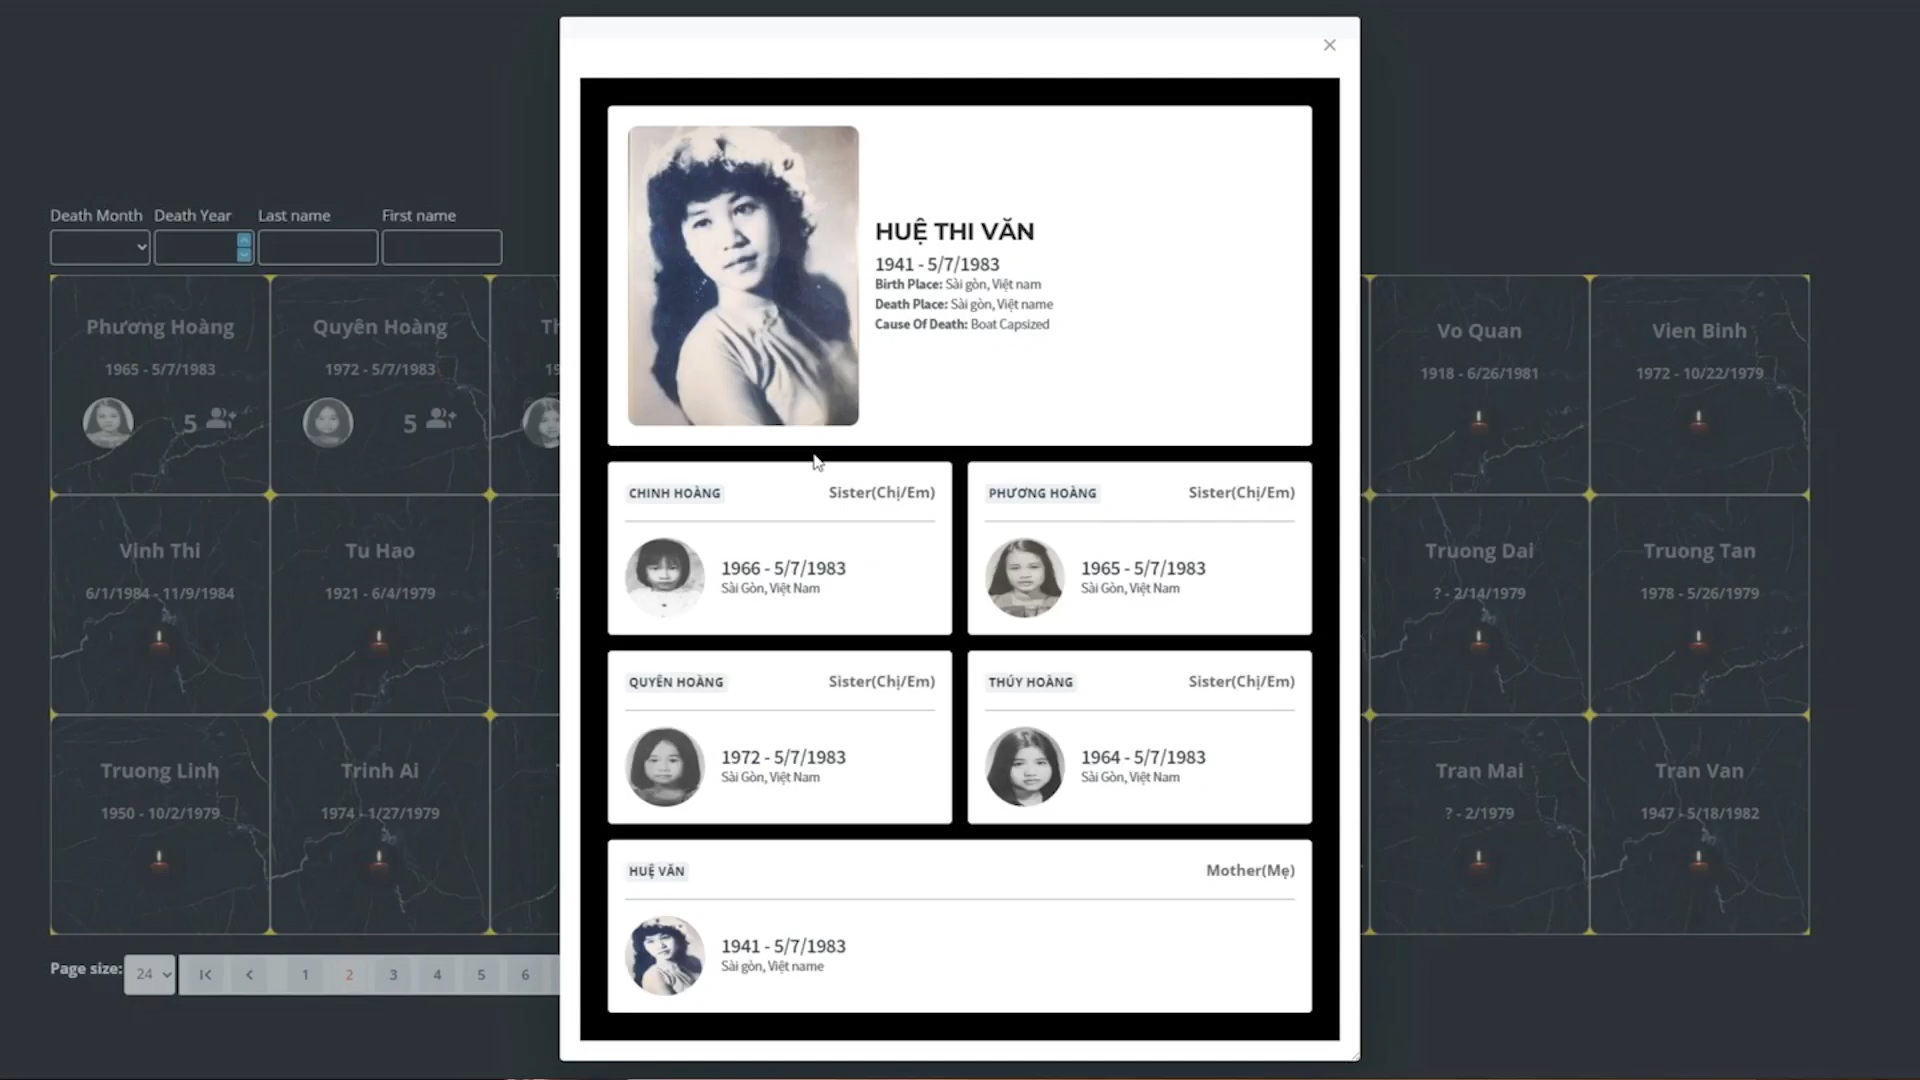 Death Month Death Year Last name First name
HUỆ THI VĂN
1941 - 5/7/1983
Birth Place: Sài gòn, Việt nam
Death Place: Sài gòn, Việt name
Cause Of Death: Boat Capsized
CHINH HOÀNG Sister(Chị/Em)
1966 - 5/7/1983
Sài Gòn, Việt Nam
PHƯƠNG HOÀNG Sister(Chị/Em)
1965 - 5/7/1983
Sài Gòn, Việt Nam
QUYÊN HOÀNG Sister(Chị/Em)
1972 - 5/7/1983
Sài Gòn, Việt Nam
THÚY HOÀNG Sister(Chị/Em)
1964 - 5/7/1983
Sài Gòn, Việt Nam
HUỆ VĂN Mother(Mẹ)
1941 - 5/7/1983
Sài gòn, Việt name
Phương Hoàng
1965 - 5/7/1983
5
Quyên Hoàng
1972 - 5/7/1983
5
Vo Quan
1918 - 6/26/1981
Vien Binh
1972 - 10/22/1979
Vinh Thi
6/1/1984 - 11/9/1984
Tu Hao
1921 - 6/4/1979
Truong Dai
? - 2/14/1979
Truong Tan
1978 - 5/26/1979
Truong Linh
1950 - 10/2/1979
Trinh Ai
1974 - 1/27/1979
Tran Mai
? - 2/1979
Tran Van
1947 - 5/18/1982
Page size: 24 1 2 3 4 5 6